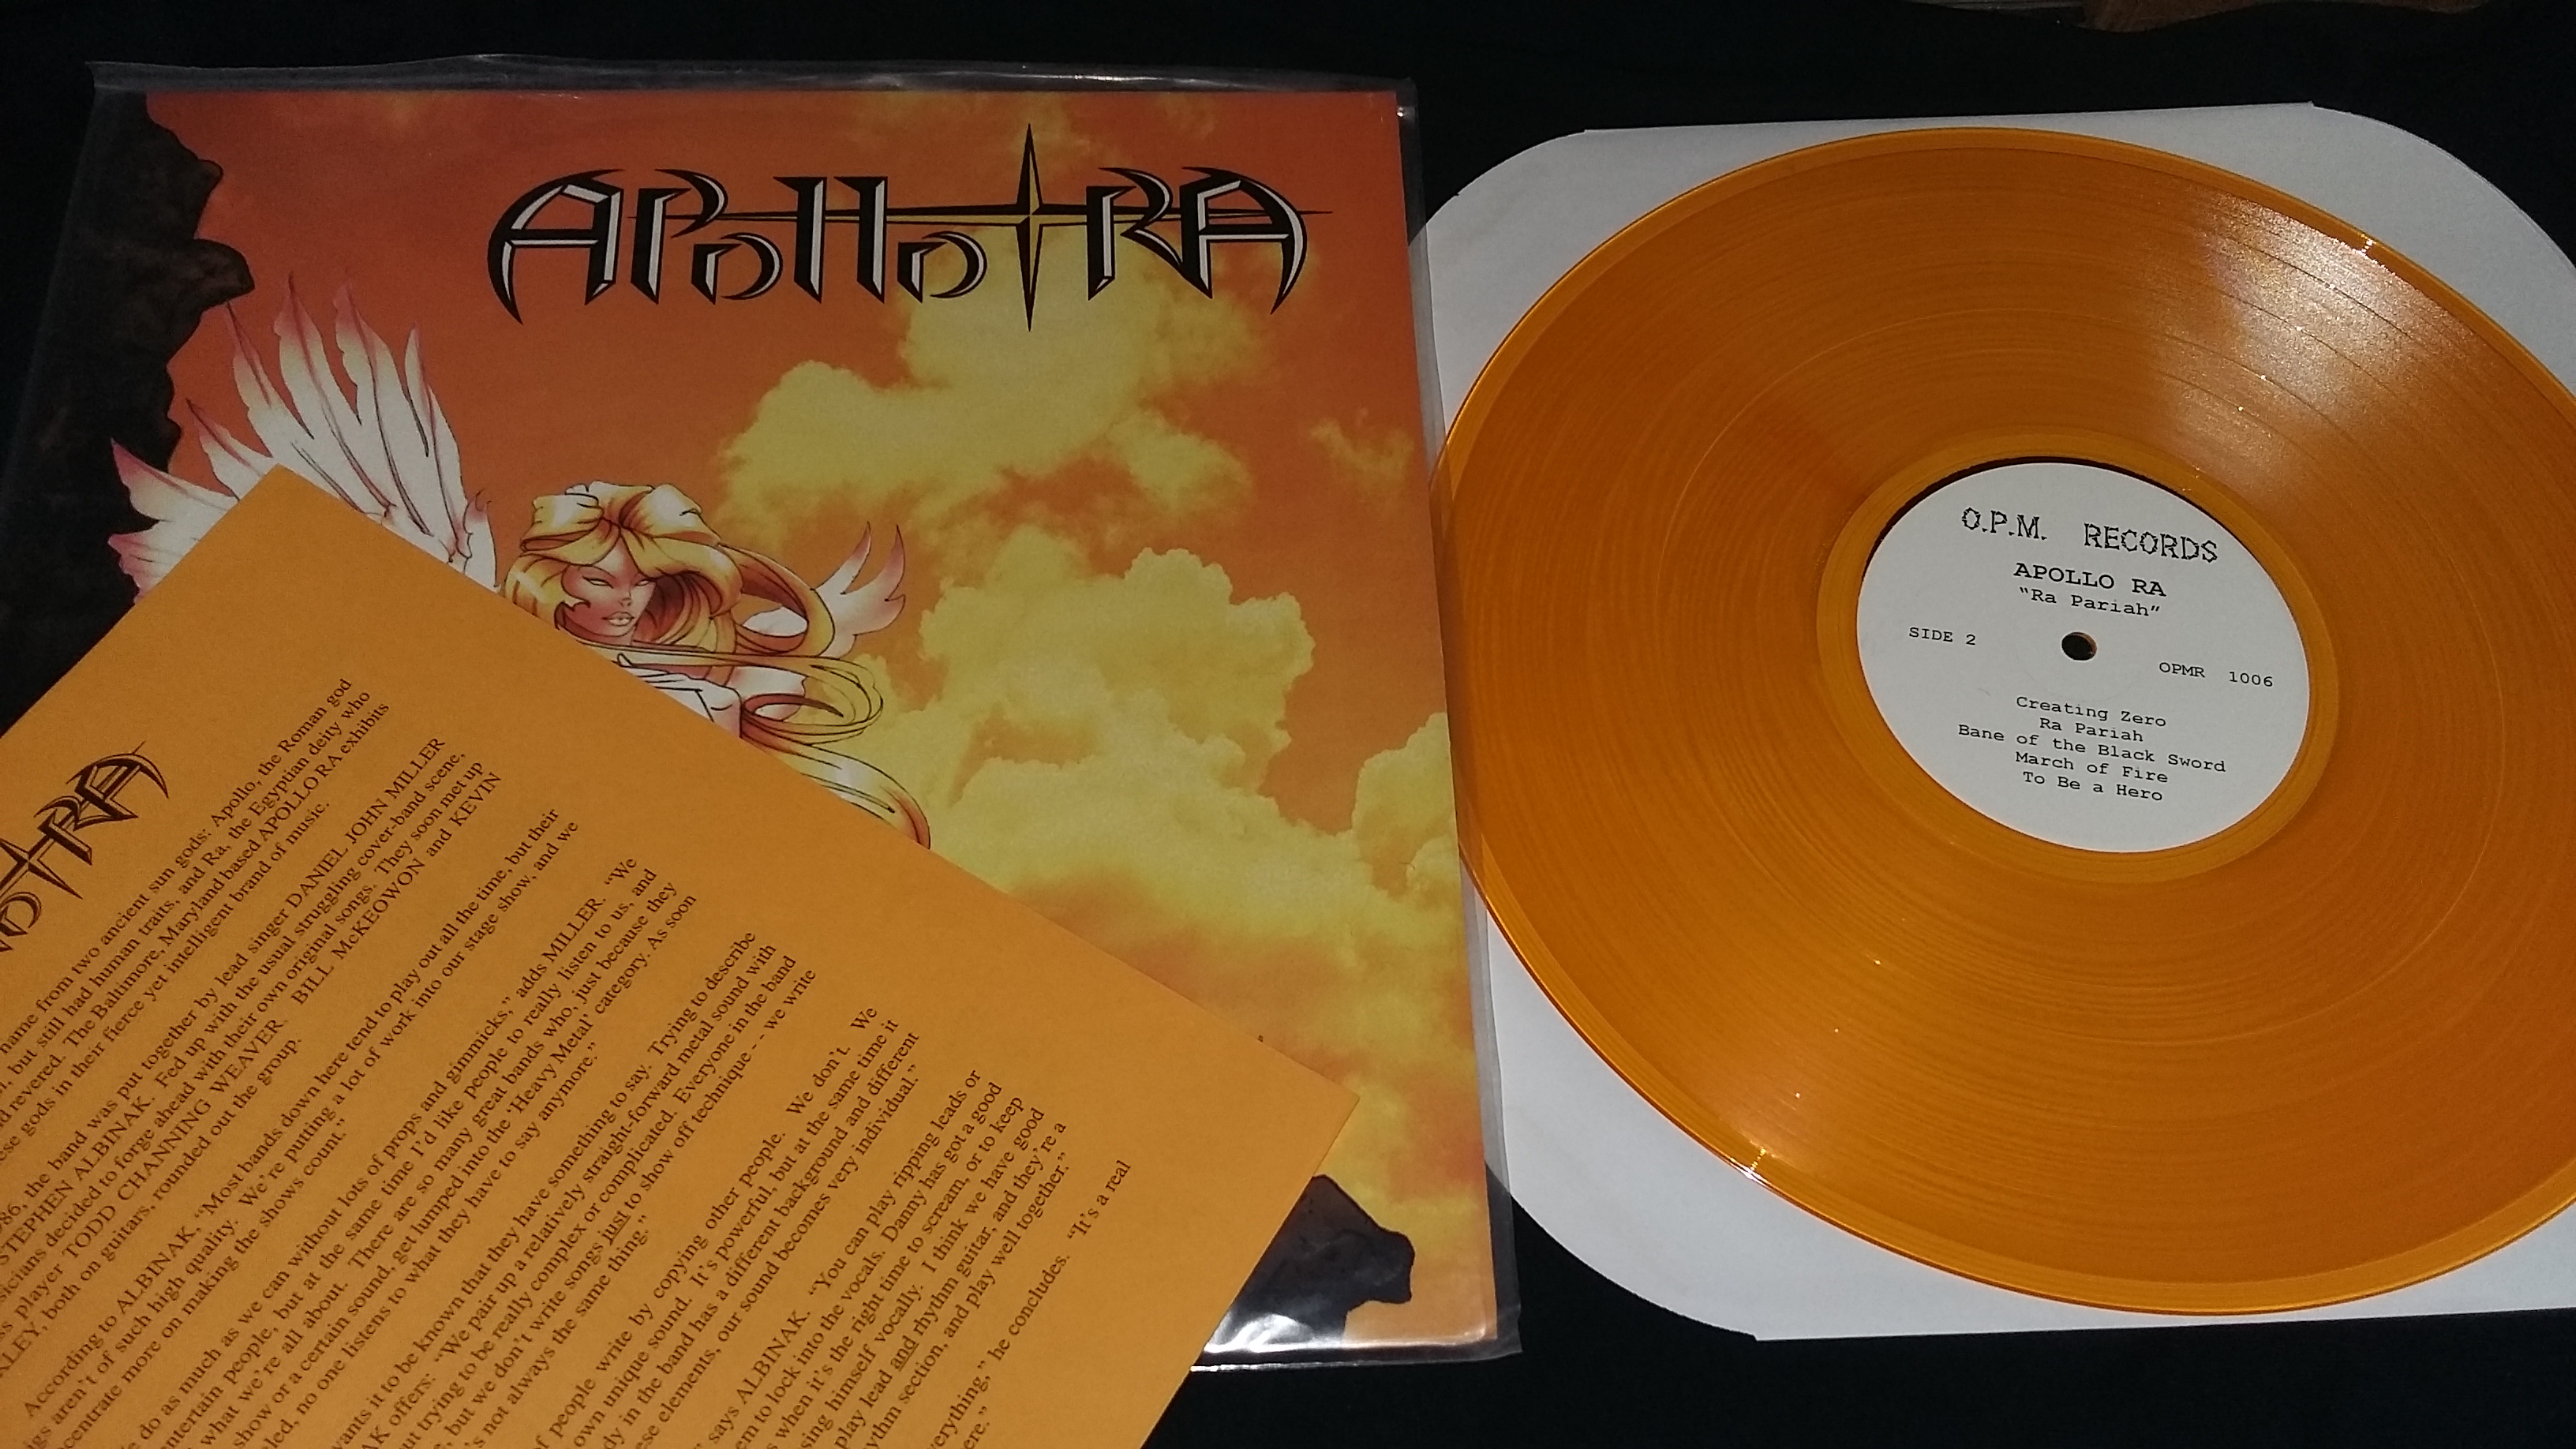 APOLLO RA
O.P.M. RECORDS
APOLLO RA
"Ra Pariah"
SIDE 2
OPMR 1006
Creating Zero
Ra Pariah
Bane of the Black Sword
March of Fire
To Be a Hero
RA
name from two ancient sun gods: Apollo, the Roman god
but still had human traits, and Ra, the Egyptian deity who
revered. The Baltimore, Maryland based APOLLO RA exhibits
gods in their fierce yet intelligent brand of music.
the band was put together by lead singer DANIEL JOHN MILLER
STEPHEN ALBINAK. Fed up with the usual struggling cover-band scene,
decided to forge ahead with their own original songs. They soon met up
player TODD CHANNING WEAVER. BILL McKEOWON and KEVIN
both on guitars, rounded out the group.
According to ALBINAK, "Most bands down here tend to play out all the time, but their
aren't of such high quality. We're putting a lot of work into our stage show, and we
more on making the shows count."
do as much as we can without lots of props and gimmicks," adds MILLER. "We
entertain people, but at the same time I'd like people to really listen to us, and
what we're all about. There are so many great bands who, just because they
show or a certain sound, get lumped into the 'Heavy Metal' category. As soon
no one listens to what they have to say anymore."
wants it to be known that they have something to say. Trying to describe
offers: "We pair up a relatively straight-forward metal sound with
trying to be really complex or complicated. Everyone in the band
but we don't write songs just to show off technique - - we write
not always the same thing."
people write by copying other people. We don't. We
own unique sound. It's powerful, but at the same time it
in the band has a different background and different
elements, our sound becomes very individual."
says ALBINAK. "You can play ripping leads or
to lock into the vocals. Danny has got a good
when it's the right time to scream, or to keep
himself vocally. I think we have good
play lead and rhythm guitar, and they're a
section, and play well together."
he concludes. "It's a real